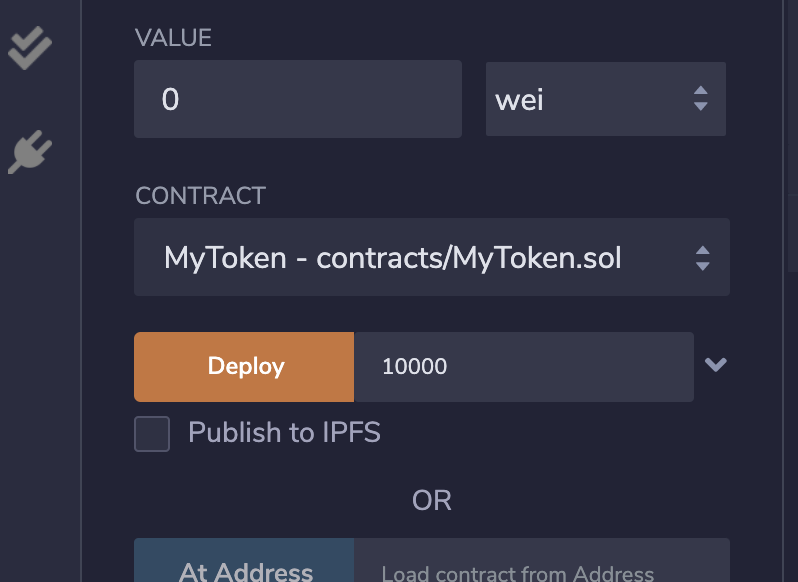 VALUE
0 wei
CONTRACT
MyToken - contracts/MyToken.sol
Deploy 10000
Publish to IPFS
OR
At Address Load contract from Address